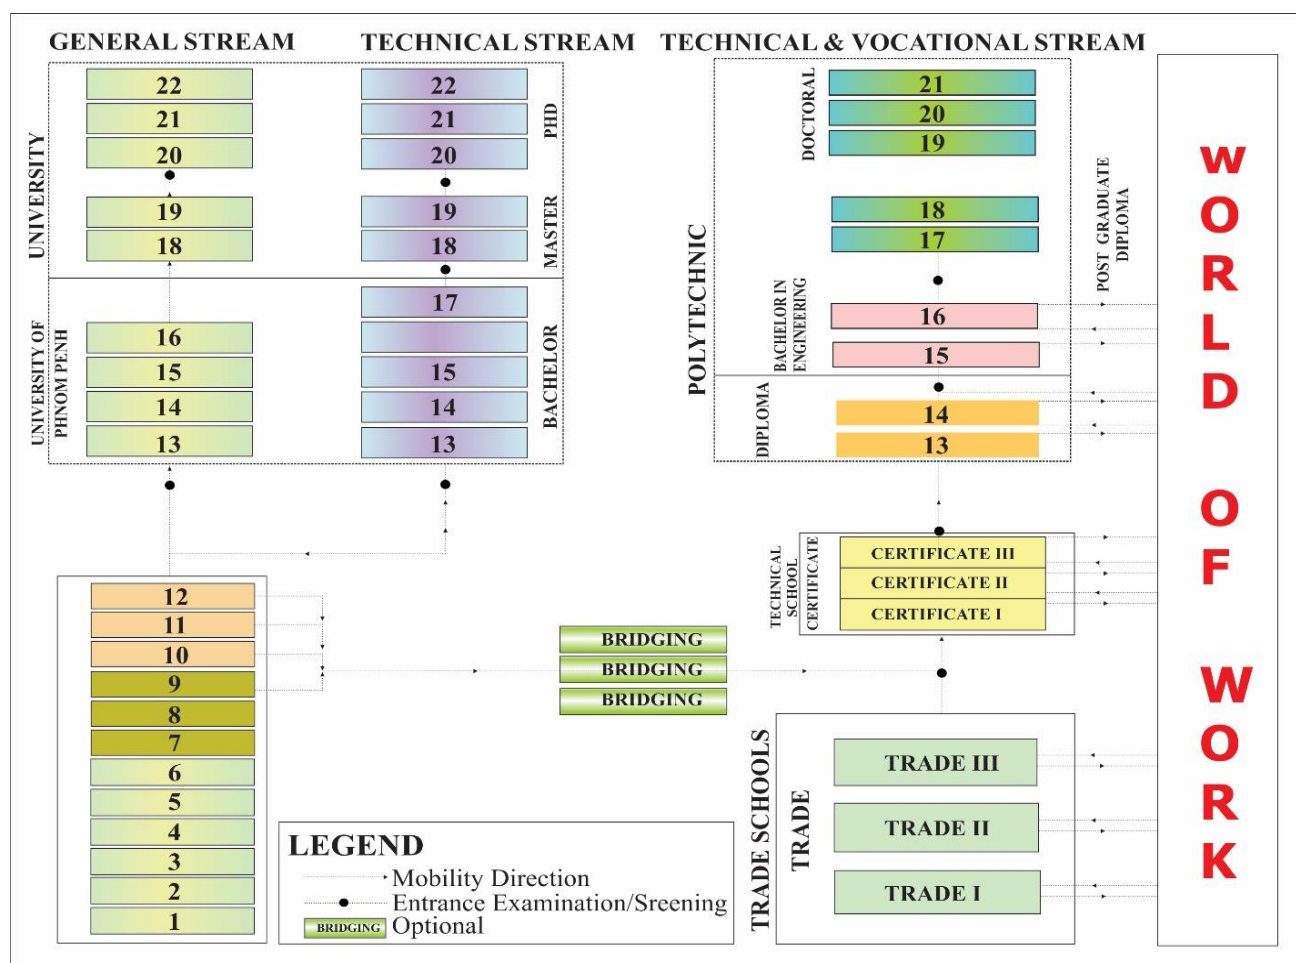 GENERAL STREAM
22
21
20
19
18
16
15
14
13
UNIVERSITY
UNIVERSITY OF
PHNOM PENH
TECHNICAL STREAM
22
21
20
19
18
17
15
14
13
PHD
MASTER
BACHELOR
12
11
10
9
8
7
6
5
4
3
2
1
BRIDGING
BRIDGING
BRIDGING
TECHNICAL & VOCATIONAL STREAM
POLYTECHNIC
DOCTORAL
21
20
19
18
17
BACHELOR IN
ENGINEERING
16
15
DIPLOMA
14
13
POST GRADUATE
DIPLOMA
TECHNICAL
SCHOOL
CERTIFICATE
CERTIFICATE III
CERTIFICATE II
CERTIFICATE I
TRADE SCHOOLS
TRADE
TRADE III
TRADE II
TRADE I
wORLD OF WORK
LEGEND
Mobility Direction
Entrance Examination/Sreening
BRIDGING Optional